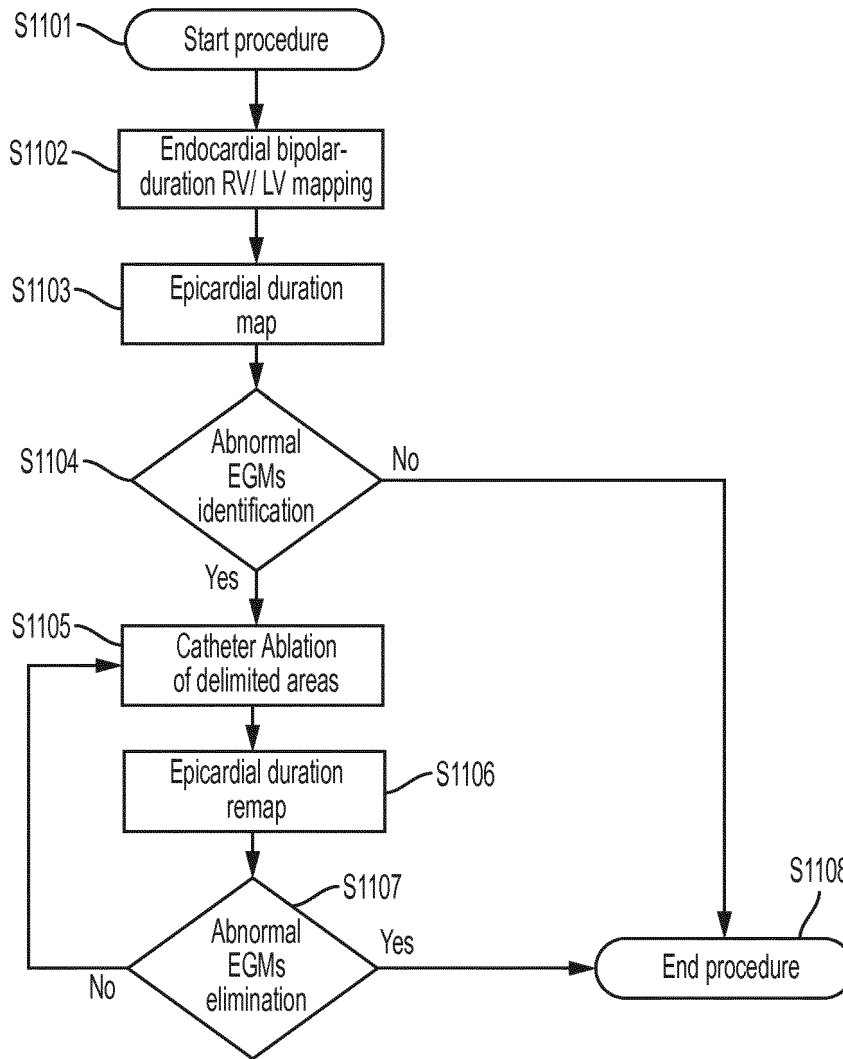 S1101
Start procedure
S1102
Endocardial bipolar-
duration RV/ LV mapping
S1103
Epicardial duration
map
S1104
Abnormal
EGMs
identification
No
Yes
S1105
Catheter Ablation
of delimited areas
Epicardial duration
remap
S1106
S1107
Abnormal
EGMs
elimination
No
Yes
S1108
End procedure